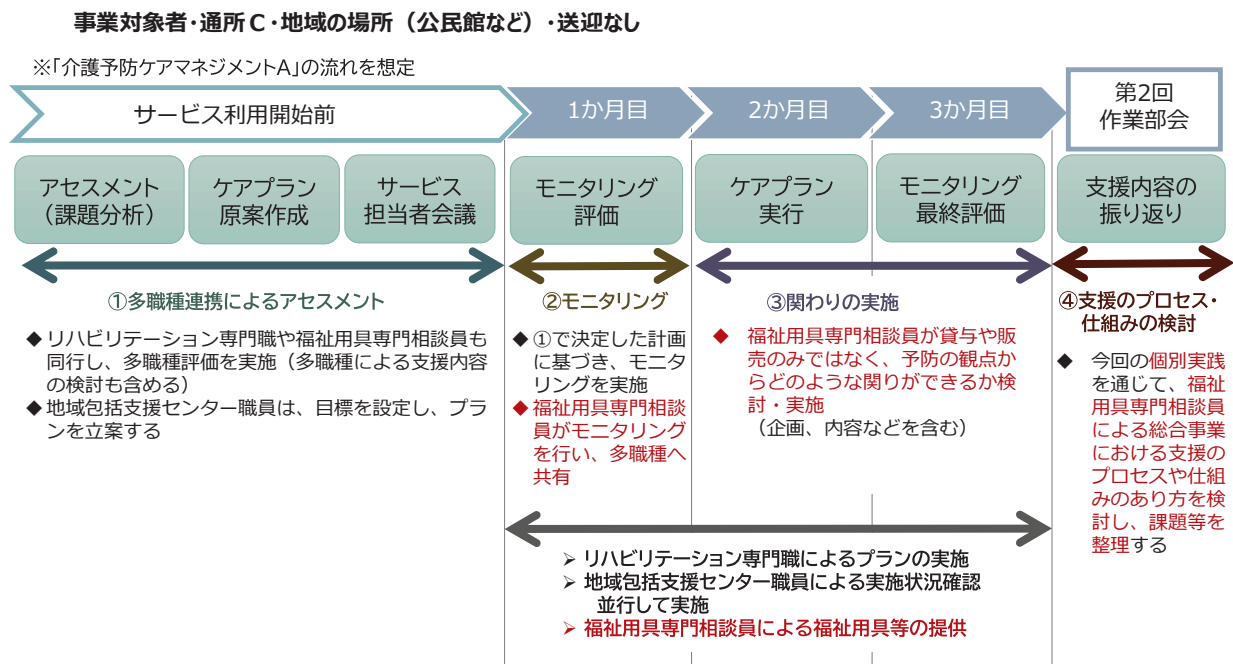 事業対象者・通所C・地域の場所（公民館など）・送迎なし
※「介護予防ケアマネジメントA」の流れを想定
サービス利用開始前
1か月目
2か月目
3か月目
第2回
作業部会
アセスメント
（課題分析）
ケアプラン
原案作成
サービス
担当者会議
モニタリング
評価
ケアプラン
実行
モニタリング
最終評価
支援内容の
振り返り
①多職種連携によるアセスメント
◆ リハビリテーション専門職や福祉用具専門相談員も
同行し、多職種評価を実施（多職種による支援内容
の検討も含める）
◆ 地域包括支援センター職員は、目標を設定し、プラ
ンを立案する
②モニタリング
◆ ①で決定した計画
に基づき、モニ
タリングを実施
◆ 福祉用具専門相談
員がモニタリング
を行い、多職種へ
共有
③関わりの実施
◆ 福祉用具専門相談員が貸与や販
売のみではなく、予防の観点か
らどのような関りができるか検
討・実施
（企画、内容などを含む）
④支援のプロセス・
仕組みの検討
◆ 今回の個別実践
を通じて、福祉
用具専門相談員
による総合事業
における支援の
プロセスや仕組
みのあり方を検
討し、課題等を
整理する
➢ リハビリテーション専門職によるプランの実施
➢ 地域包括支援センター職員による実施状況確認
並行して実施
➢ 福祉用具専門相談員による福祉用具等の提供